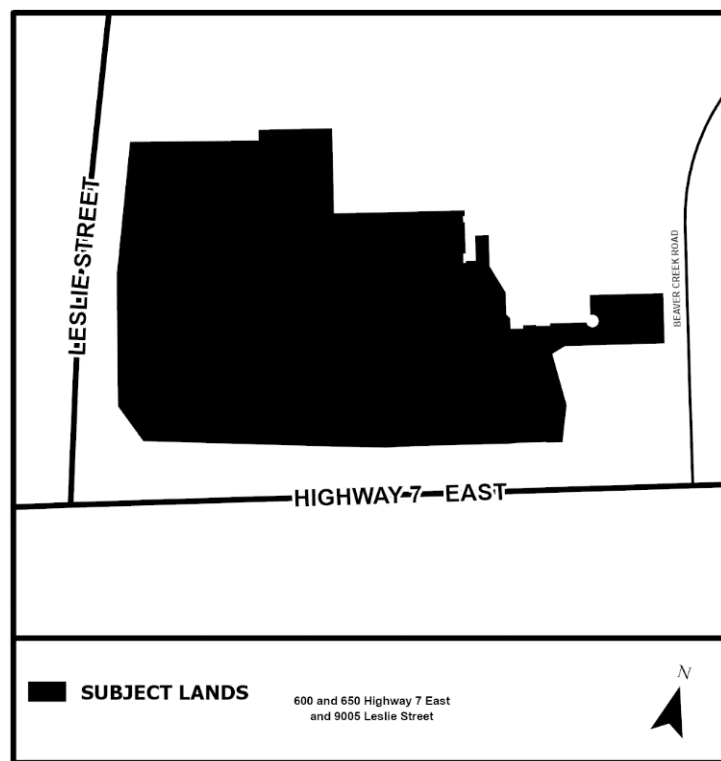 LESLIE STREET
BEAVER CREEK ROAD
HIGHWAY 7 EAST
N
SUBJECT LANDS
600 and 650 Highway 7 East
and 9005 Leslie Street